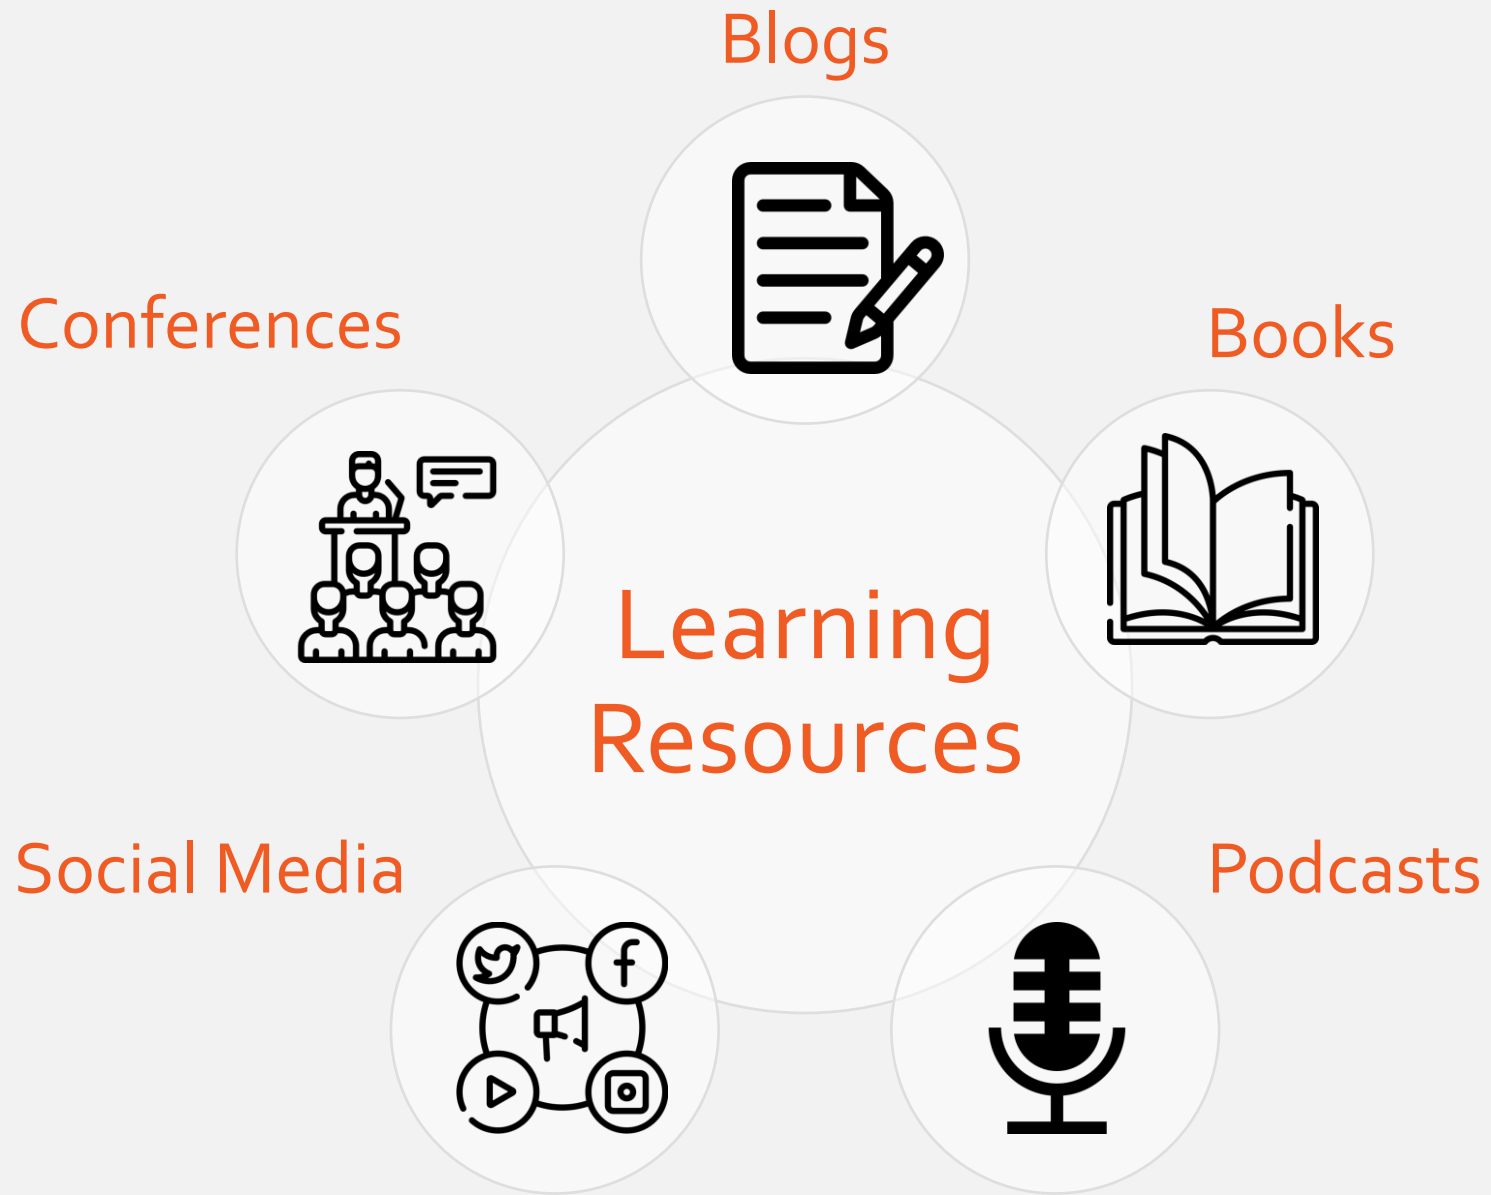 Blogs
Conferences
Books
Learning
Resources
Social Media
Podcasts